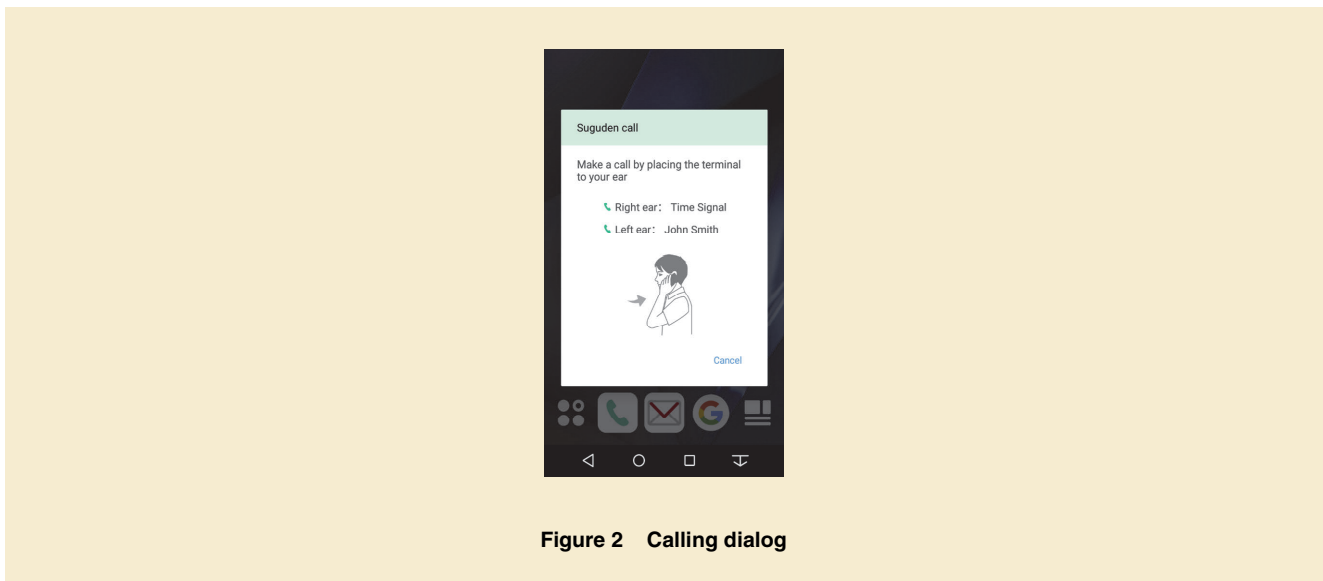 Suguden call
Make a call by placing the terminal
to your ear
Right ear： Time Signal
Left ear： John Smith
Cancel
G
Figure 2 Calling dialog